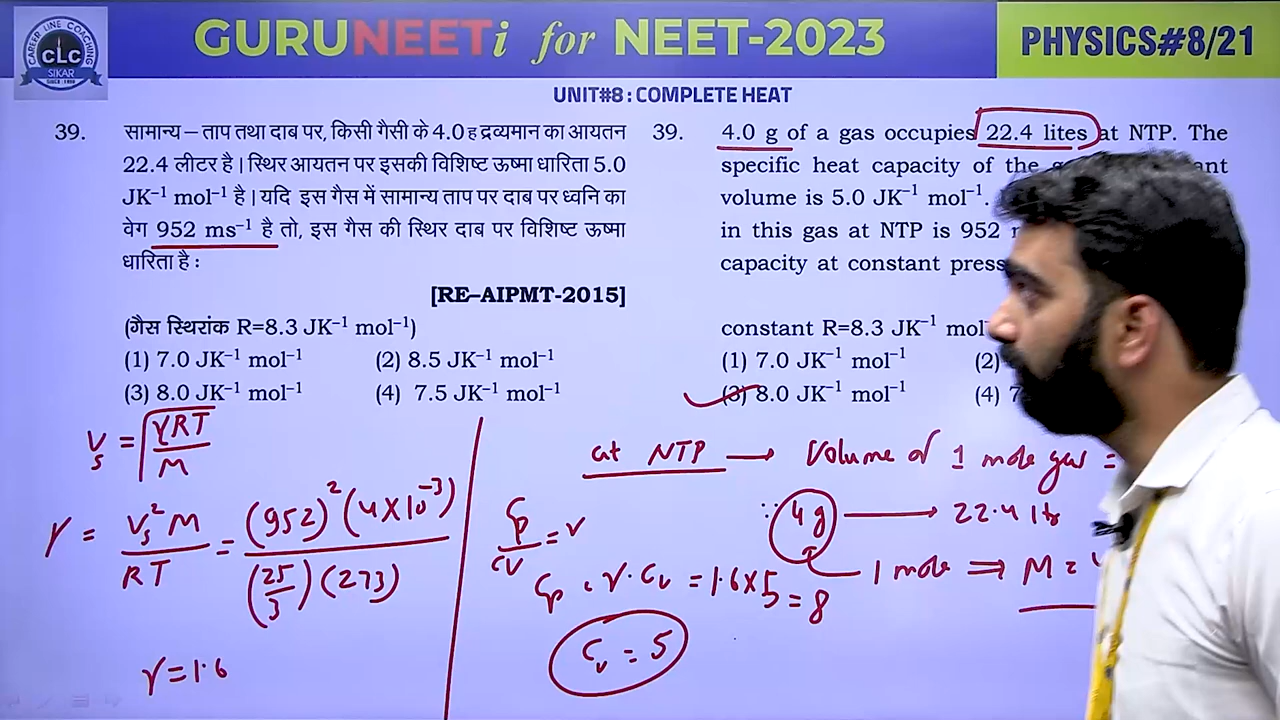 CAREER LINE COACHING
CLC
SIKAR
SINCE : 1996
GURUNEETi for NEET-2023
PHYSICS#8/21
UNIT#8 : COMPLETE HEAT
39. सामान्य – ताप तथा दाब पर, किसी गैसी के 4.0 ह द्रव्यमान का आयतन
22.4 लीटर है। स्थिर आयतन पर इसकी विशिष्ट ऊष्मा धारिता 5.0
JK⁻¹ mol⁻¹ है। यदि इस गैस में सामान्य ताप पर दाब पर ध्वनि का
वेग 952 ms⁻¹ है तो, इस गैस की स्थिर दाब पर विशिष्ट ऊष्मा
धारिता है :
[RE–AIPMT-2015]
(गैस स्थिरांक R=8.3 JK⁻¹ mol⁻¹)
(1) 7.0 JK⁻¹ mol⁻¹ (2) 8.5 JK⁻¹ mol⁻¹
(3) 8.0 JK⁻¹ mol⁻¹ (4) 7.5 JK⁻¹ mol⁻¹
39. 4.0 g of a gas occupies 22.4 lites at NTP. The
specific heat capacity of the
volume is 5.0 JK⁻¹ mol⁻¹.
in this gas at NTP is 952
capacity at constant
constant R=8.3 JK⁻¹
(1) 7.0 JK⁻¹ mol⁻¹ (2)
(3) 8.0 JK⁻¹ mol⁻¹ (4)
Vs = √(γRT/M)
γ = Vs²M/RT = (952)²(4×10⁻³)/(25/3)(273)
γ = 1.6
at NTP → Volume of 1 mole gas =
∵ 4g → 22.4 lts
1 mole ⇒ M =
Cp/Cv = γ
Cp = γ·Cv = 1.6×5 = 8
Cv = 5